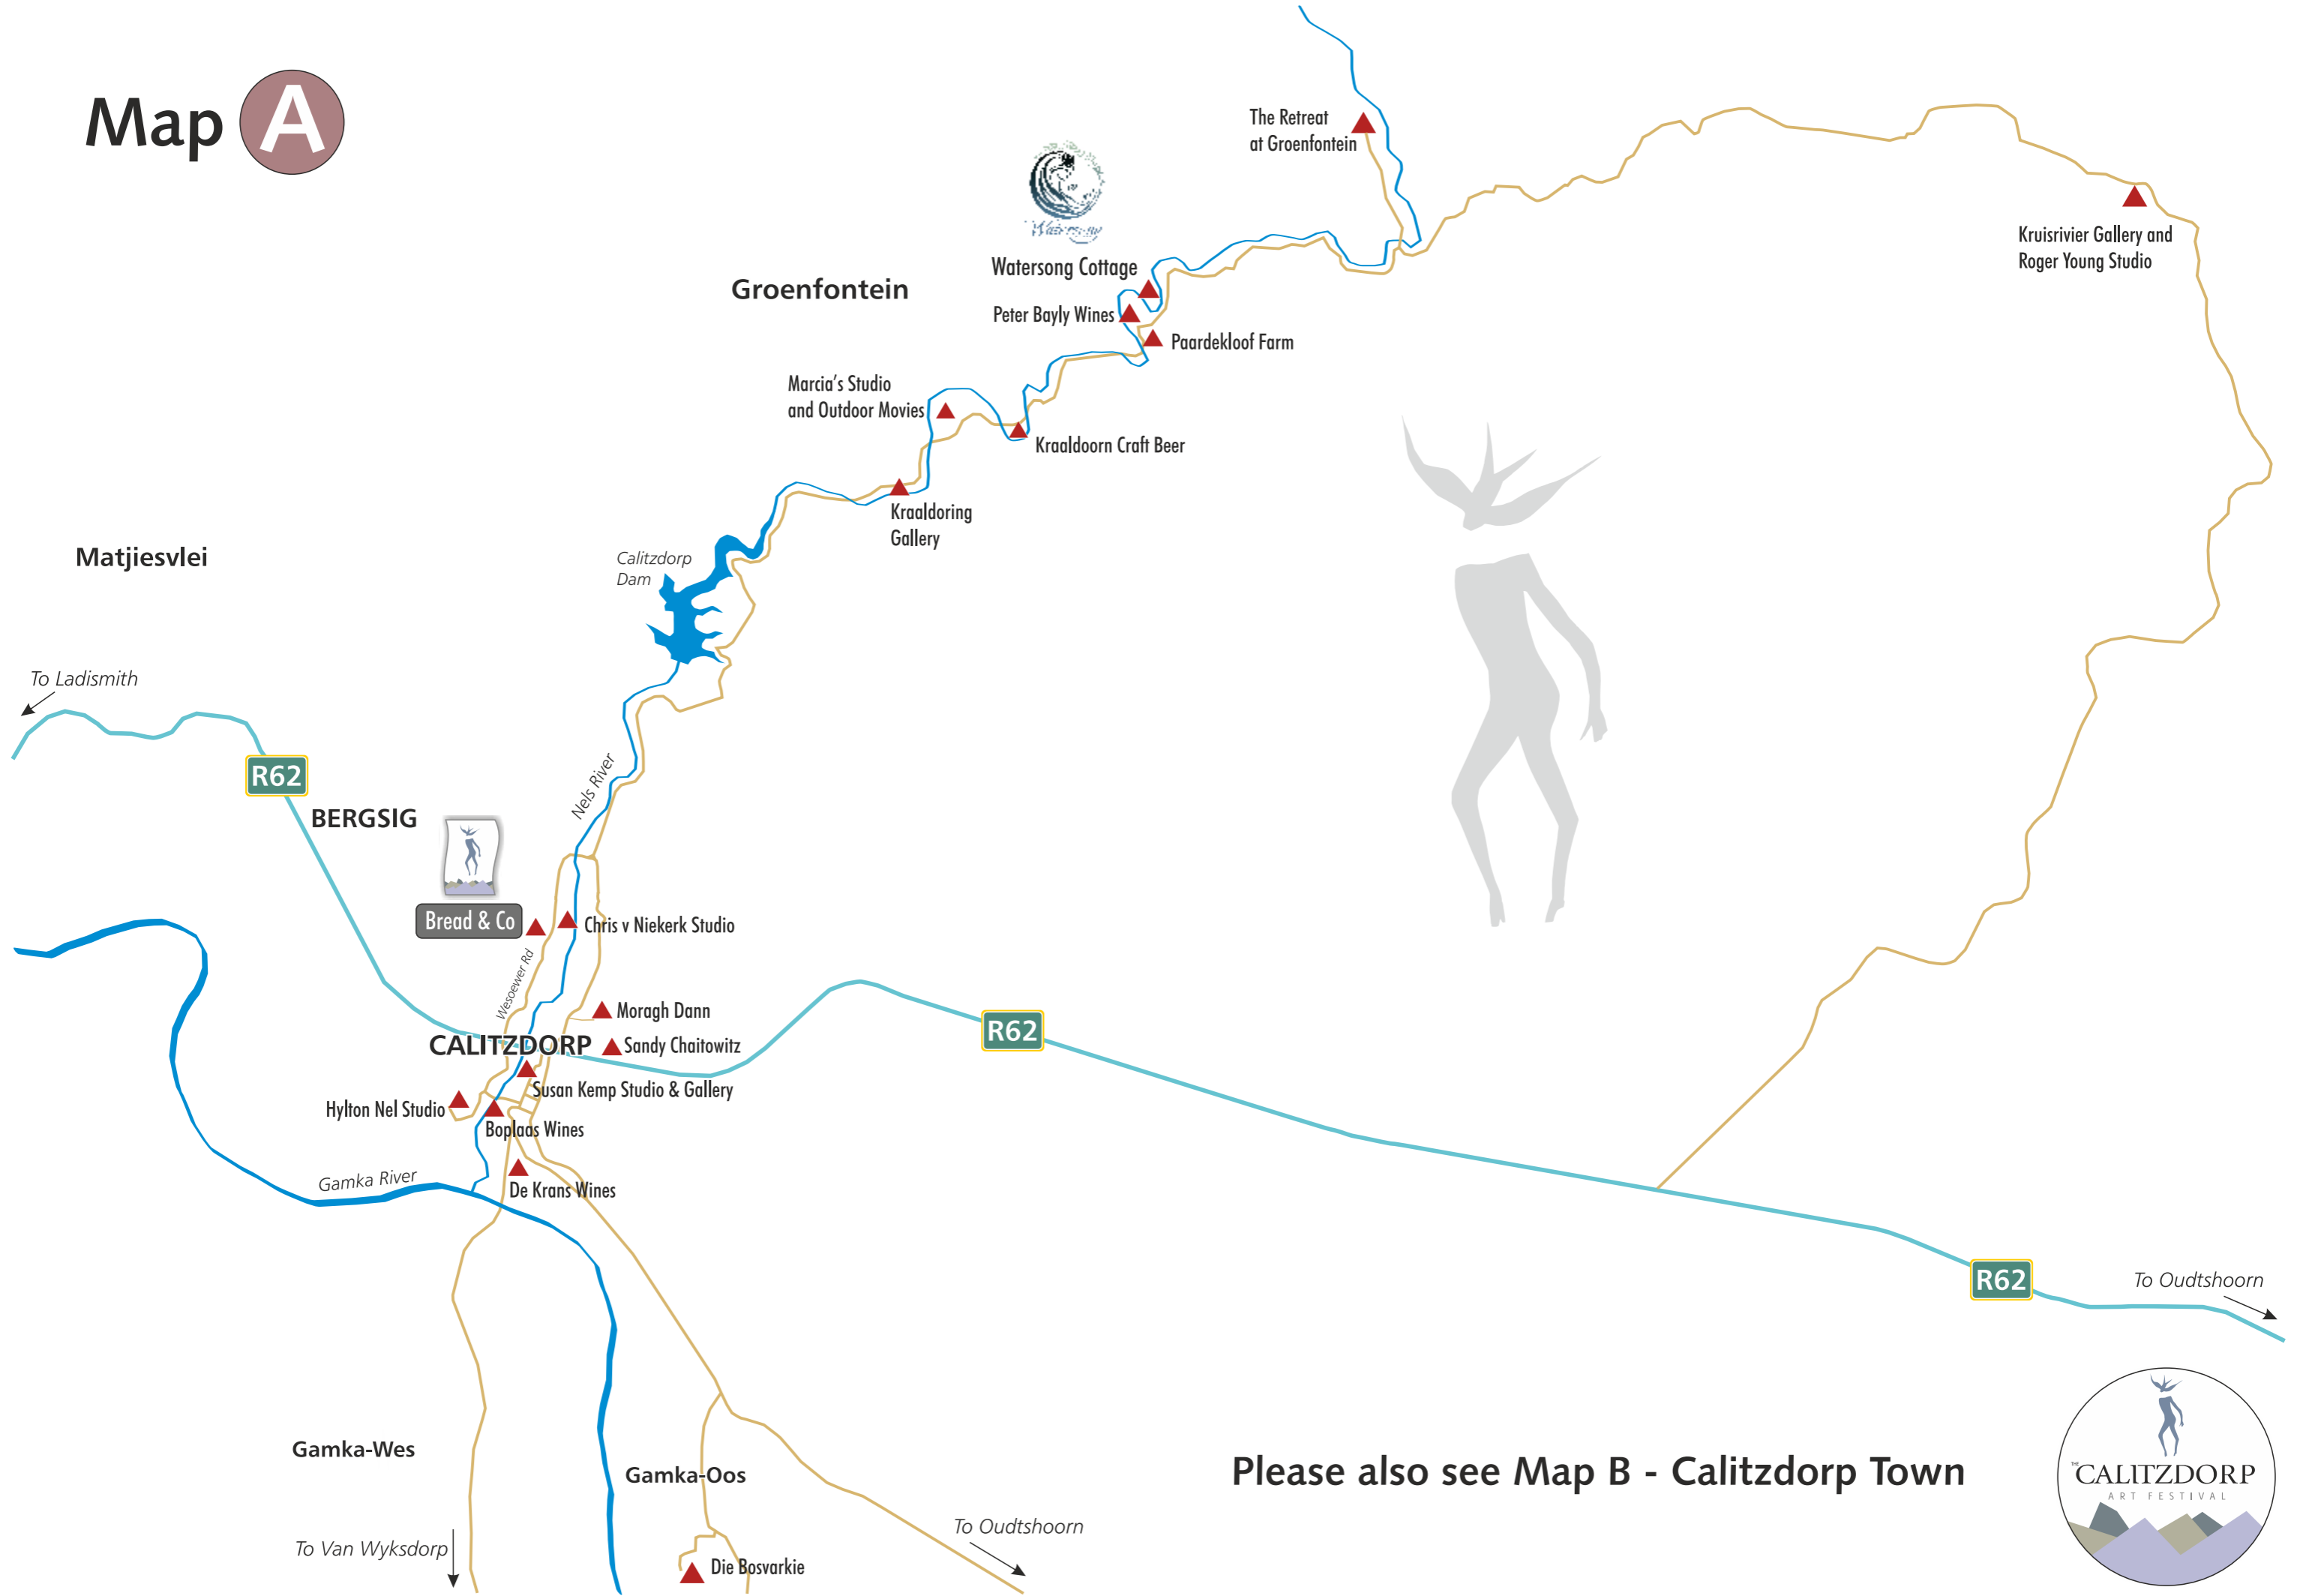 Map A
The Retreat
at Groenfontein
Kruisrivier Gallery and
Roger Young Studio
Watersong Cottage
Groenfontein
Peter Bayly Wines
Paardekloof Farm
Marcia's Studio
and Outdoor Movies
Kraaldoorn Craft Beer
Kraaldoring
Gallery
Matjiesvlei
Calitzdorp
Dam
To Ladismith
R62
Nels River
BERGSIG
Bread & Co
Chris v Niekerk Studio
Wesoewer Rd
Moragh Dann
CALITZDORP
Sandy Chaitowitz
R62
Susan Kemp Studio & Gallery
Hylton Nel Studio
Boplaas Wines
Gamka River
De Krans Wines
R62
To Oudtshoorn
Gamka-Wes
Gamka-Oos
Please also see Map B - Calitzdorp Town
THE
CALITZDORP
ART FESTIVAL
To Oudtshoorn
To Van Wyksdorp
Die Bosvarkie